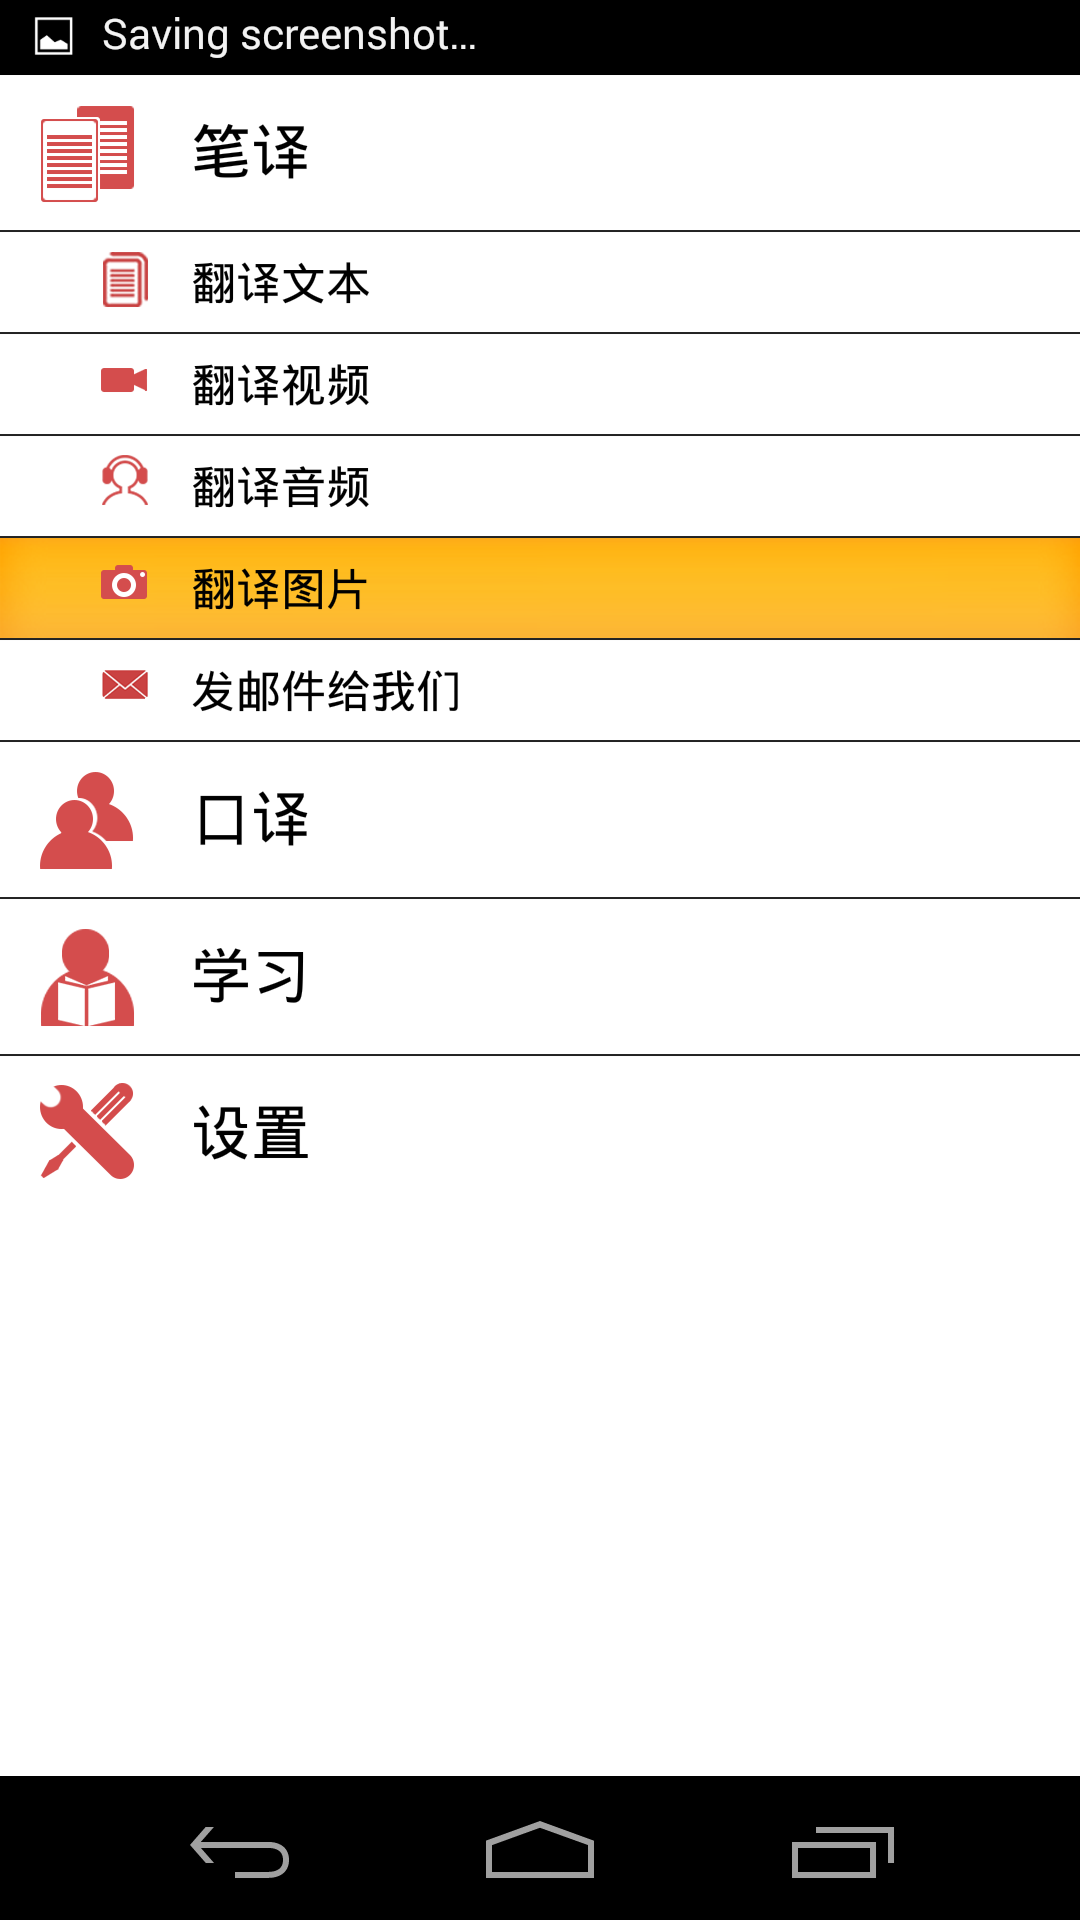 Saving screenshot...
笔译
翻译文本
翻译视频
翻译音频
翻译图片
发邮件给我们
口译
学习
设置